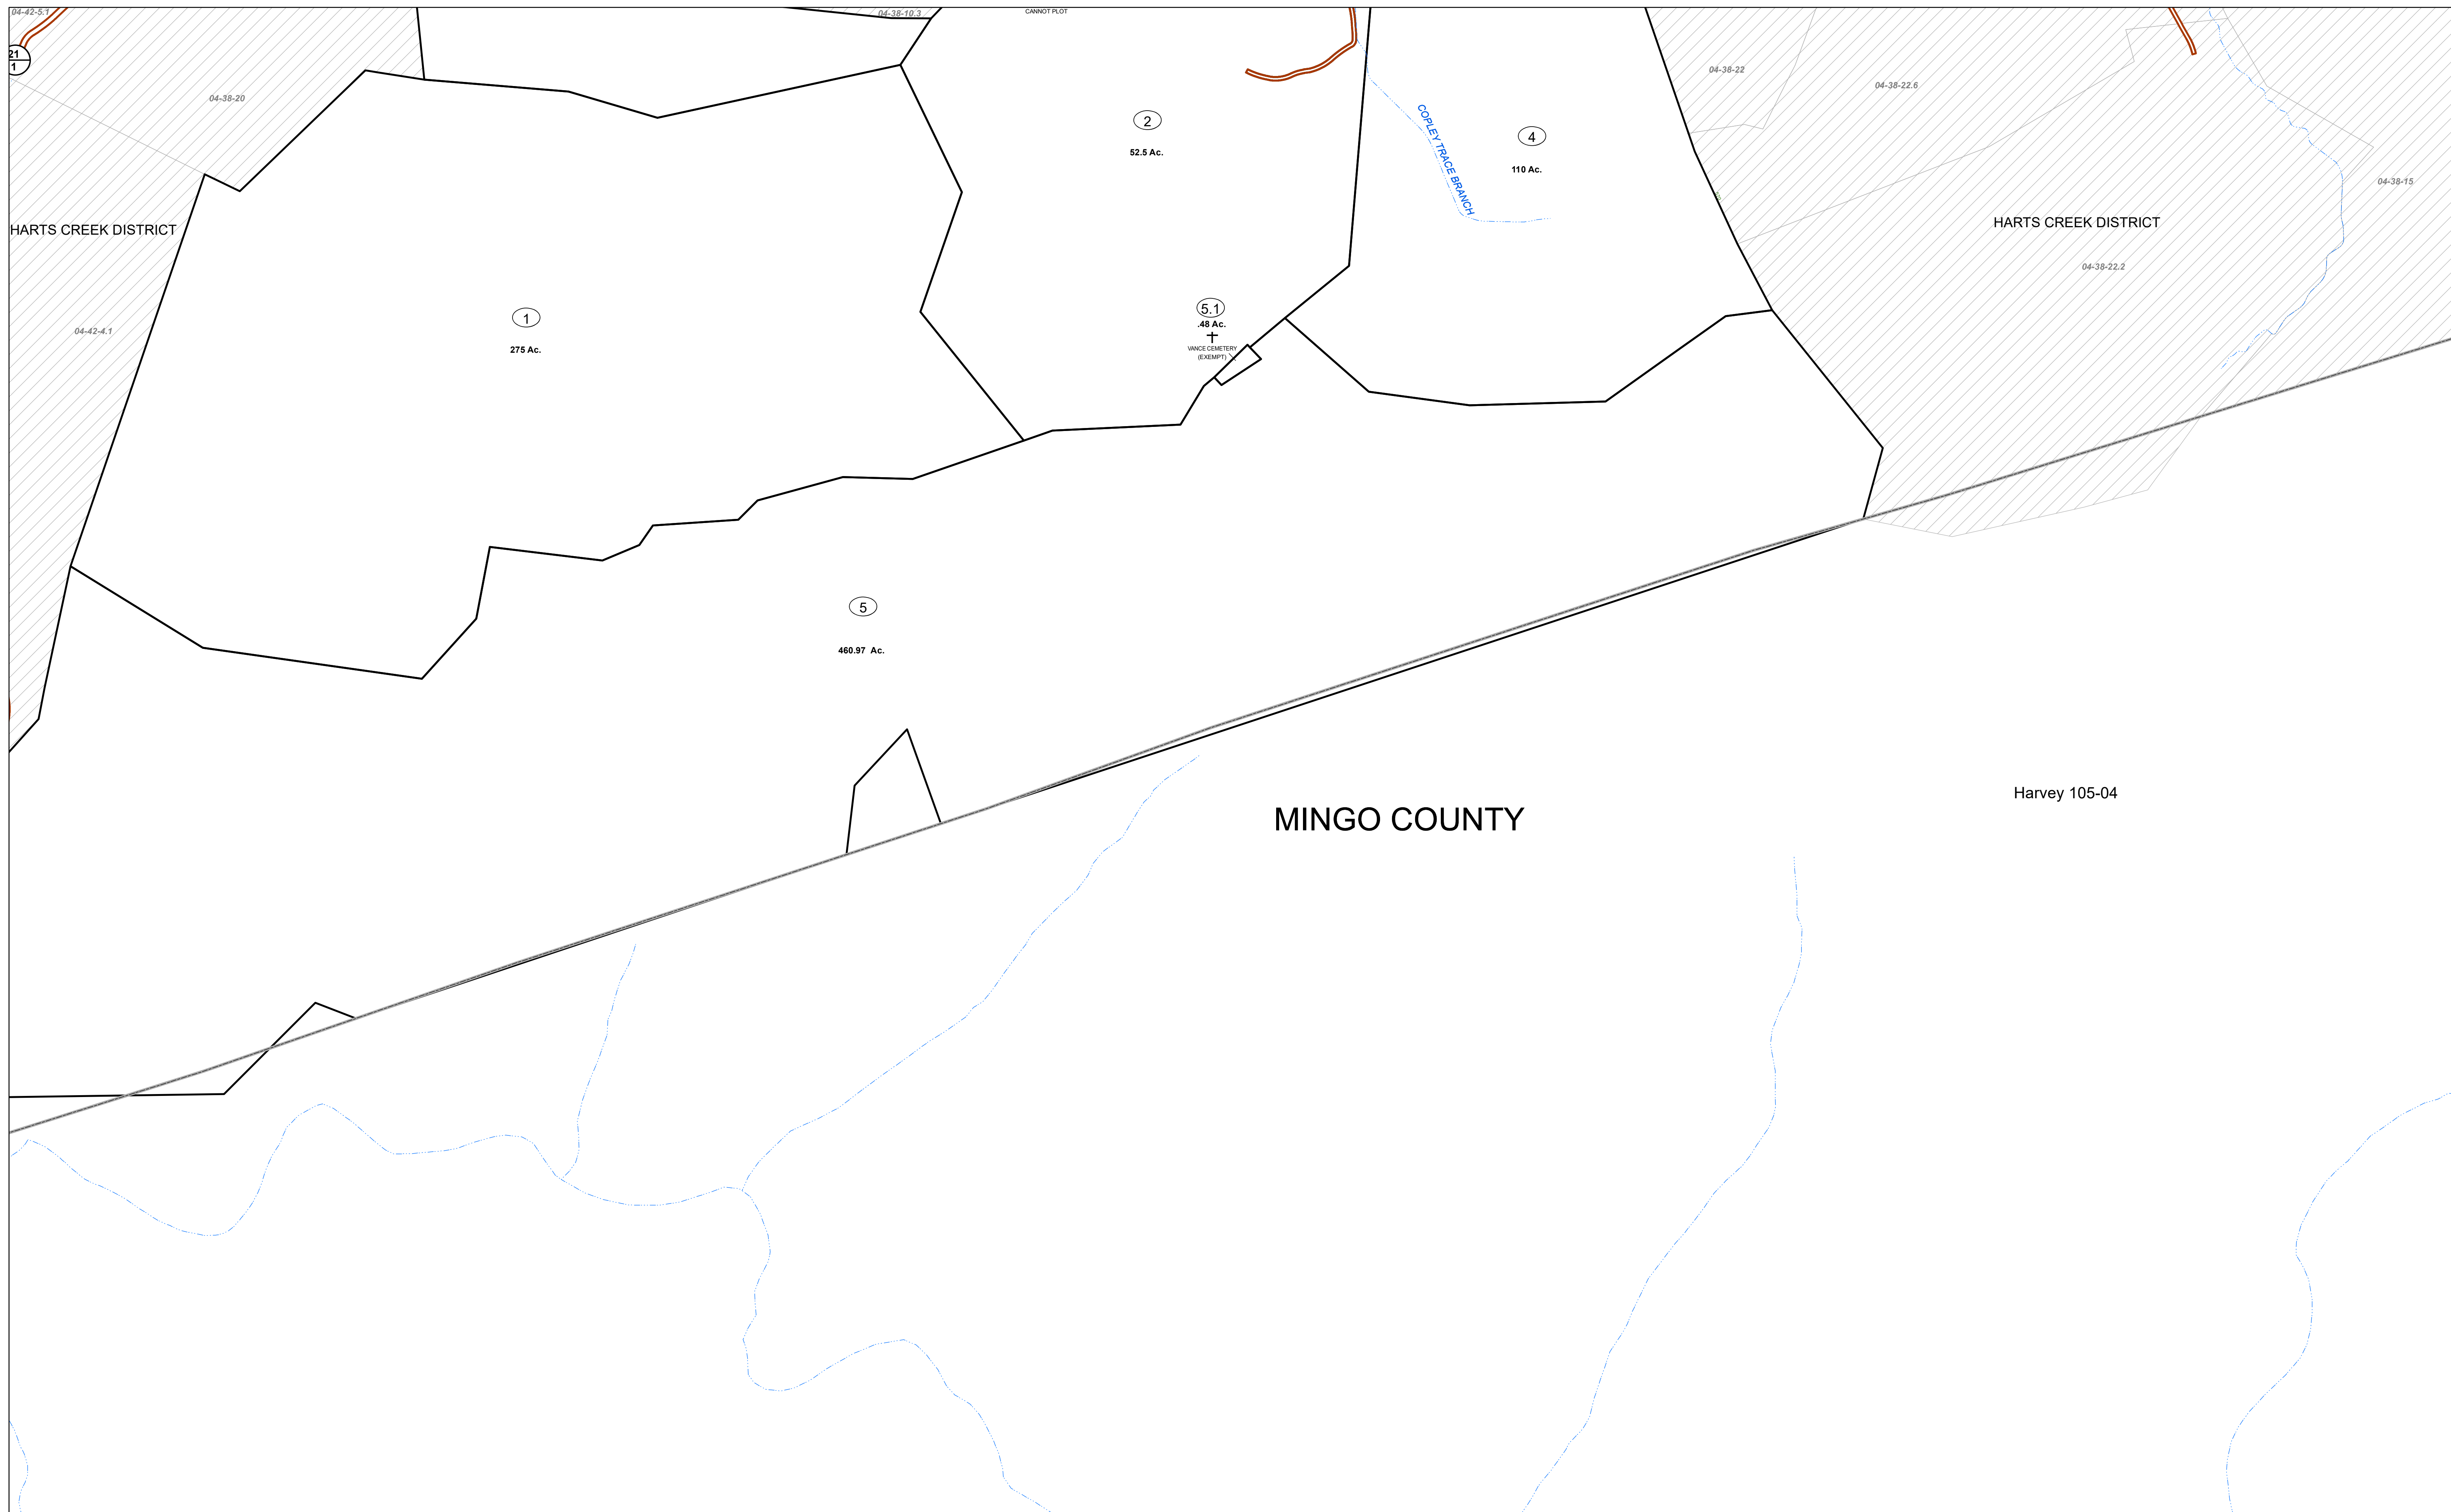 04-42-5.1
04-38-10.3
CANNOT PLOT
21
1
04-38-20
04-38-22
04-38-22.6
2
52.5 Ac.
COPLEY TRACE BRANCH
4
110 Ac.
04-38-15
HARTS CREEK DISTRICT
HARTS CREEK DISTRICT
04-38-22.2
04-42-4.1
1
275 Ac.
5.1
.48 Ac.
VANCE CEMETERY
(EXEMPT)
5
460.97 Ac.
MINGO COUNTY
Harvey 105-04